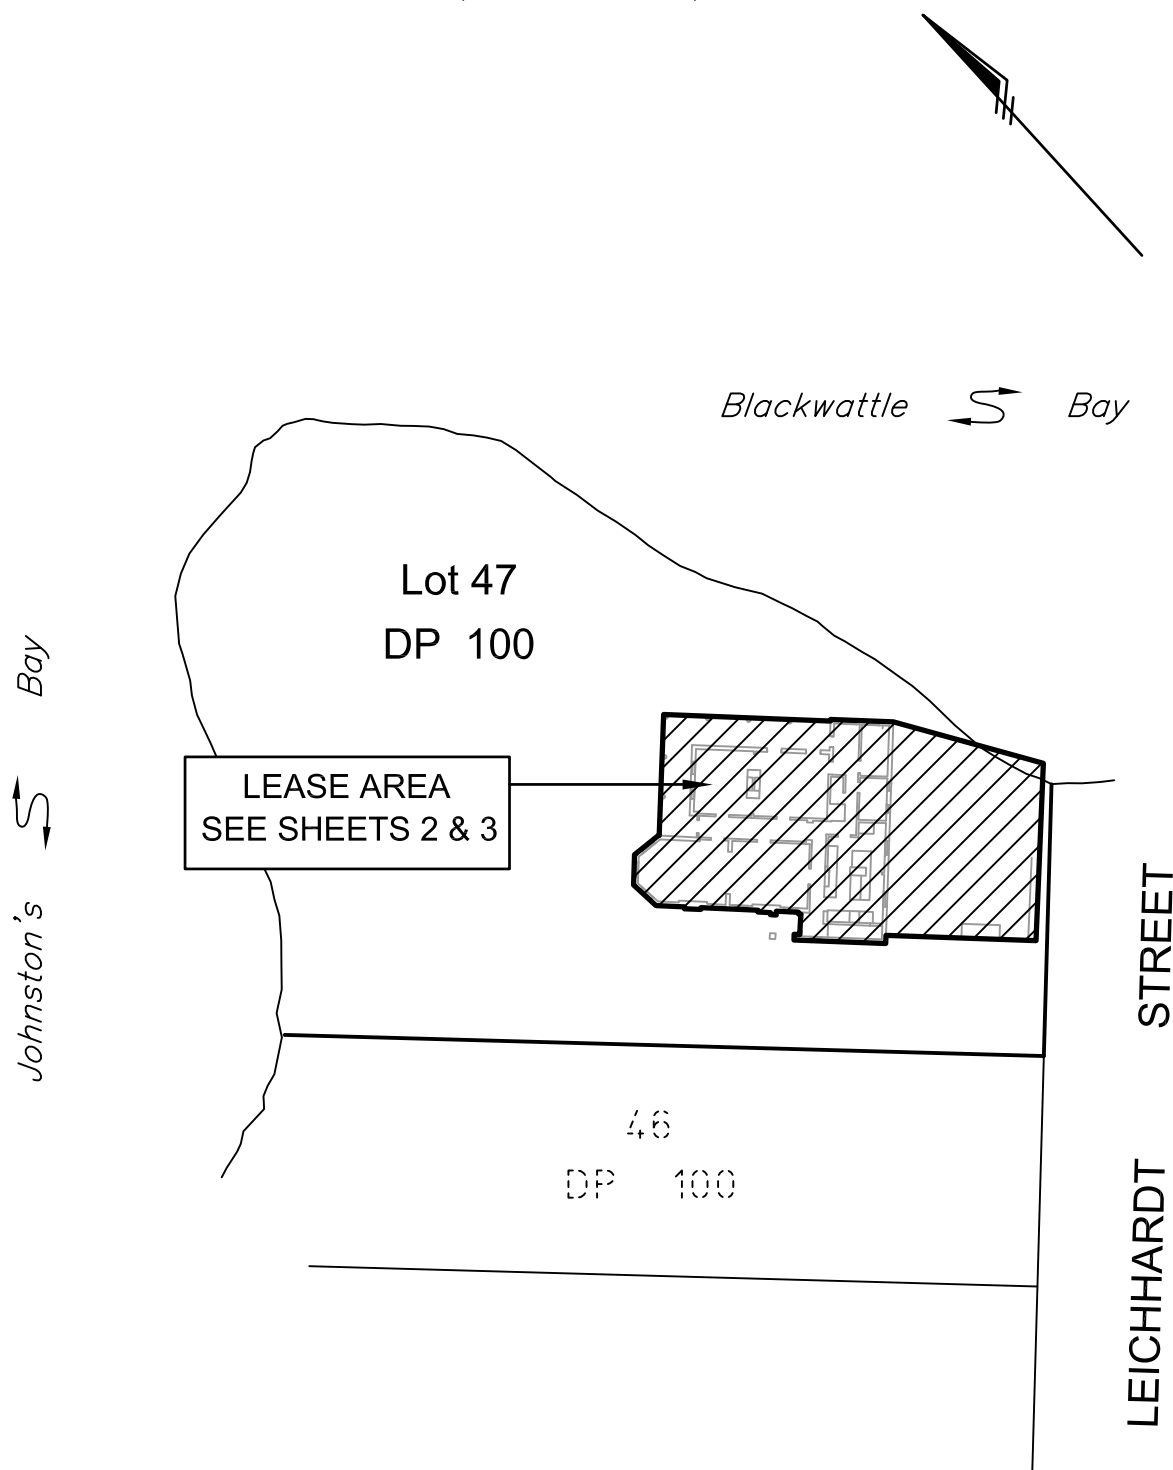 Blackwattle Bay
Lot 47
DP 100
Johnston's Bay
LEASE AREA
SEE SHEETS 2 & 3
46
DP 100
LEICHHARDT STREET